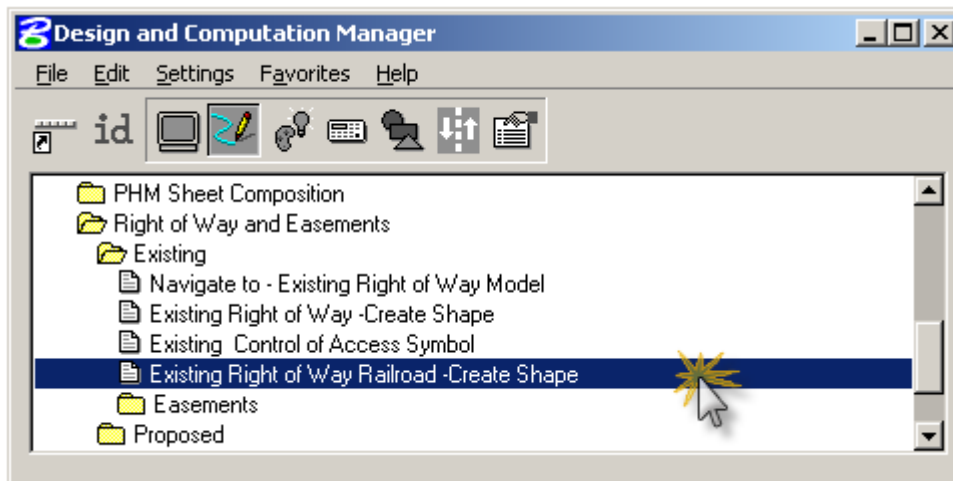 Design and Computation Manager
File Edit Settings Favorites Help
id
PHM Sheet Composition
Right of Way and Easements
Existing
Navigate to - Existing Right of Way Model
Existing Right of Way -Create Shape
Existing  Control of Access Symbol
Existing Right of Way Railroad -Create Shape
Easements
Proposed